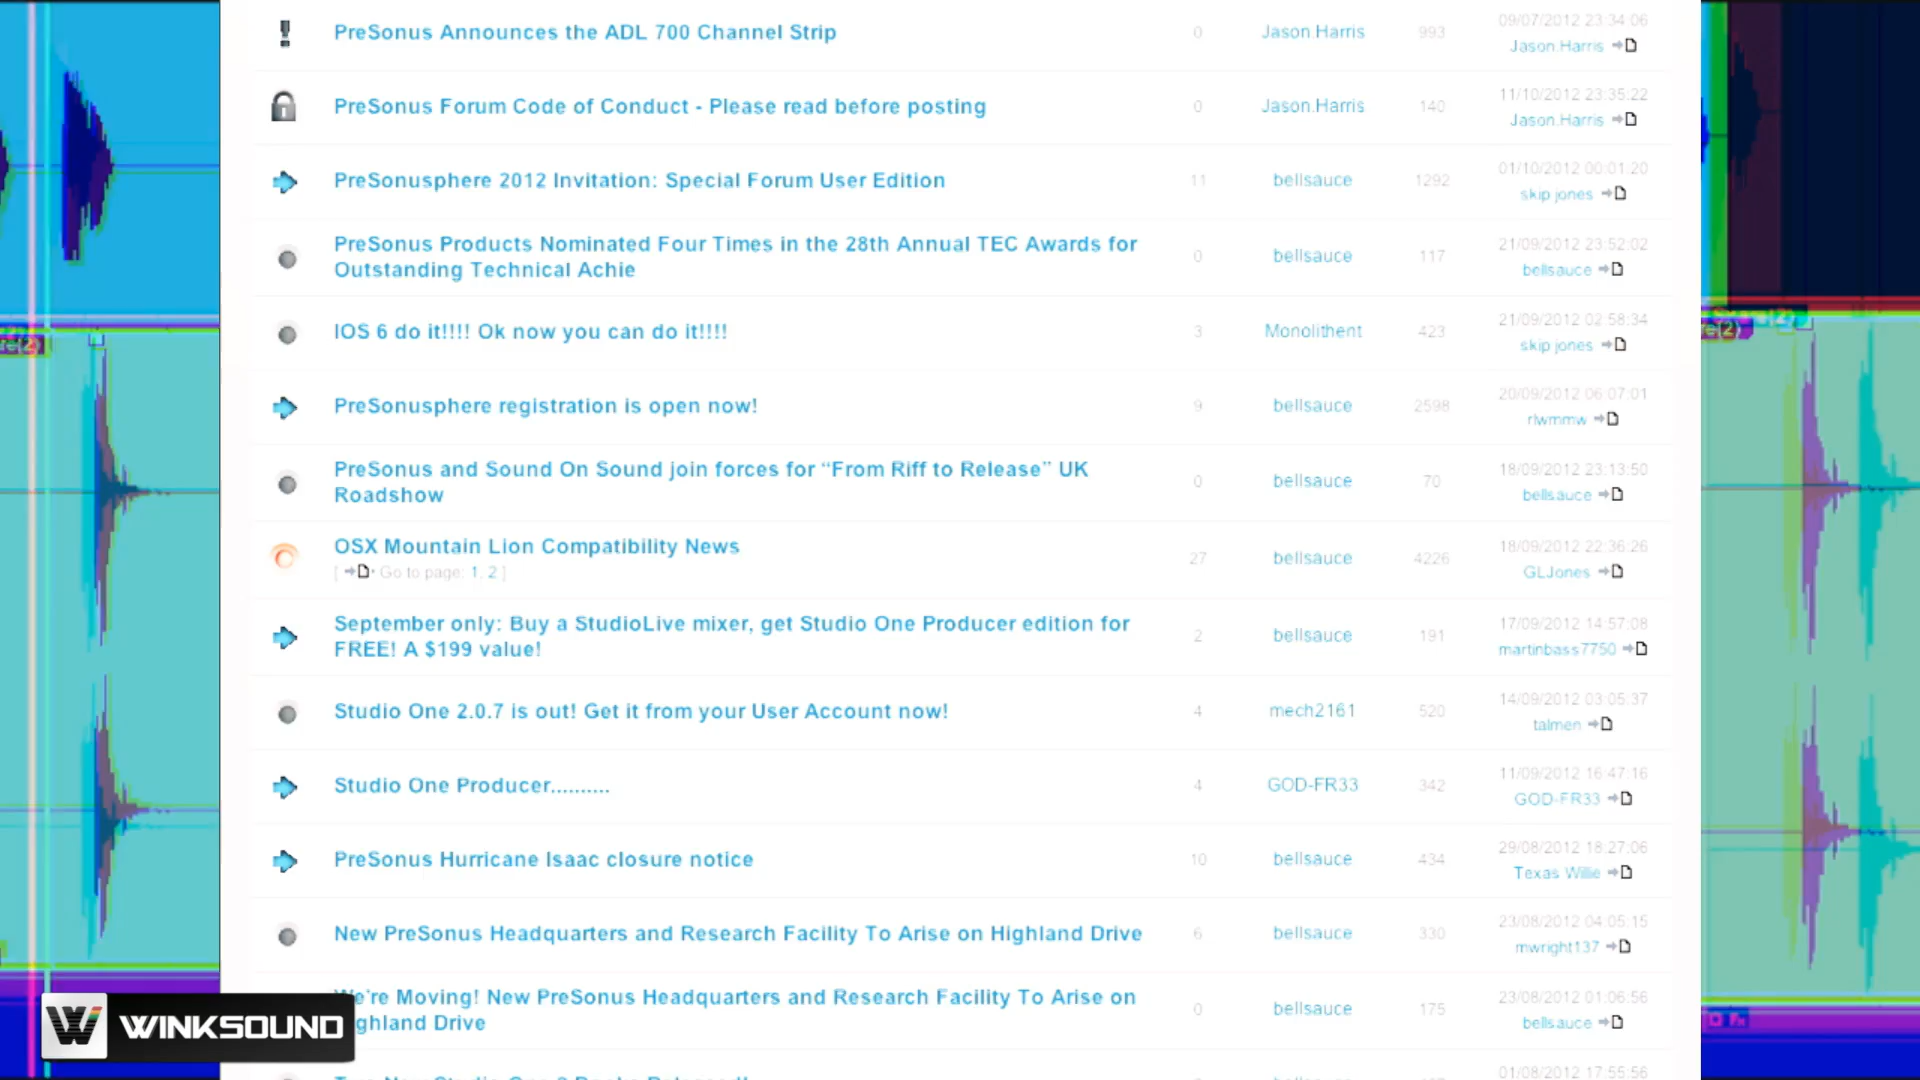 PreSonus Announces the ADL 700 Channel Strip 0 Jason.Harris 993 09/07/2012 23:34:06
Jason.Harris
PreSonus Forum Code of Conduct - Please read before posting 0 Jason.Harris 140 11/10/2012 23:35:22
Jason.Harris
PreSonusphere 2012 Invitation: Special Forum User Edition 11 bellsauce 1292 01/10/2012 00:01:20
skip jones
PreSonus Products Nominated Four Times in the 28th Annual TEC Awards for
Outstanding Technical Achie 0 bellsauce 117 21/09/2012 23:52:02
bellsauce
IOS 6 do it!!!! Ok now you can do it!!!! 3 Monolithent 423 21/09/2012 02:58:34
skip jones
PreSonusphere registration is open now! 9 bellsauce 2598 20/09/2012 06:07:01
rlwmmw
PreSonus and Sound On Sound join forces for “From Riff to Release” UK
Roadshow 0 bellsauce 70 18/09/2012 23:13:50
bellsauce
OSX Mountain Lion Compatibility News
[ Go to page: 1, 2 ] 27 bellsauce 4226 18/09/2012 22:36:26
GLJones
September only: Buy a StudioLive mixer, get Studio One Producer edition for
FREE! A $199 value! 2 bellsauce 191 17/09/2012 14:57:08
martinbass7750
Studio One 2.0.7 is out! Get it from your User Account now! 4 mech2161 520 14/09/2012 03:05:37
talmen
Studio One Producer.......... 4 GOD-FR33 342 11/09/2012 16:47:16
GOD-FR33
PreSonus Hurricane Isaac closure notice 10 bellsauce 434 29/08/2012 18:27:06
Texas Willie
New PreSonus Headquarters and Research Facility To Arise on Highland Drive 6 bellsauce 330 23/08/2012 04:05:15
mwright137
We're Moving! New PreSonus Headquarters and Research Facility To Arise on
ghland Drive 0 bellsauce 175 23/08/2012 01:06:56
bellsauce
01/08/2012 17:55:56
W WINKSOUND